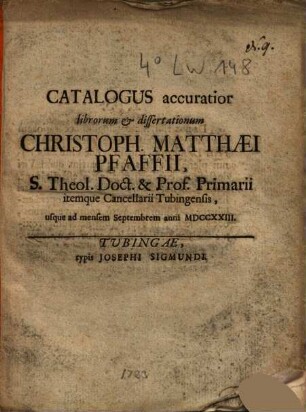 4° LW 148
CATALOGUS accuratior
librorum & dissertationum
CHRISTOPH. MATTHÆI
PFAFFII,
S. Theol. Doct. & Prof. Primarii
itemque Cancellarii Tubingensis,
usque ad mensem Septembrem anni MDCCXXIII.
TUBINGAE,
typis JOSEPHI SIGMUNDI,
1723